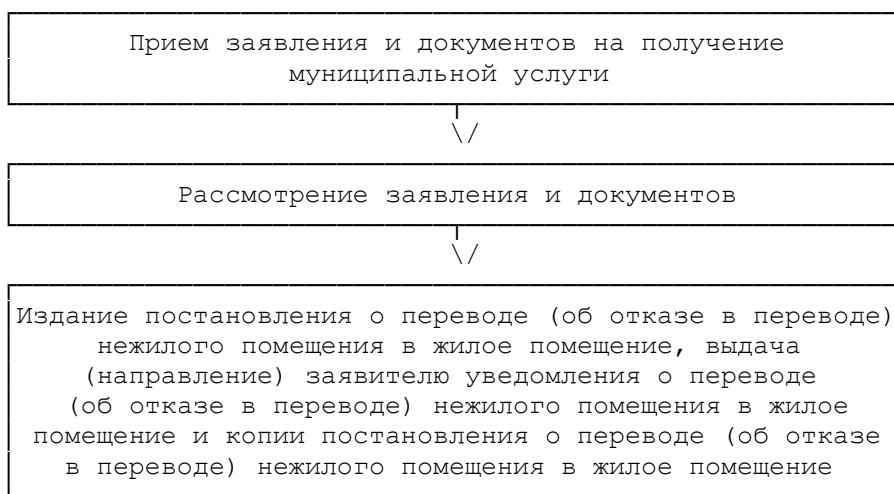 Прием заявления и документов на получение
муниципальной услуги
\/
Рассмотрение заявления и документов
\/
Издание постановления о переводе (об отказе в переводе)
нежилого помещения в жилое помещение, выдача
(направление) заявителю уведомления о переводе
(об отказе в переводе) нежилого помещения в жилое
помещение и копии постановления о переводе (об отказе
в переводе) нежилого помещения в жилое помещение